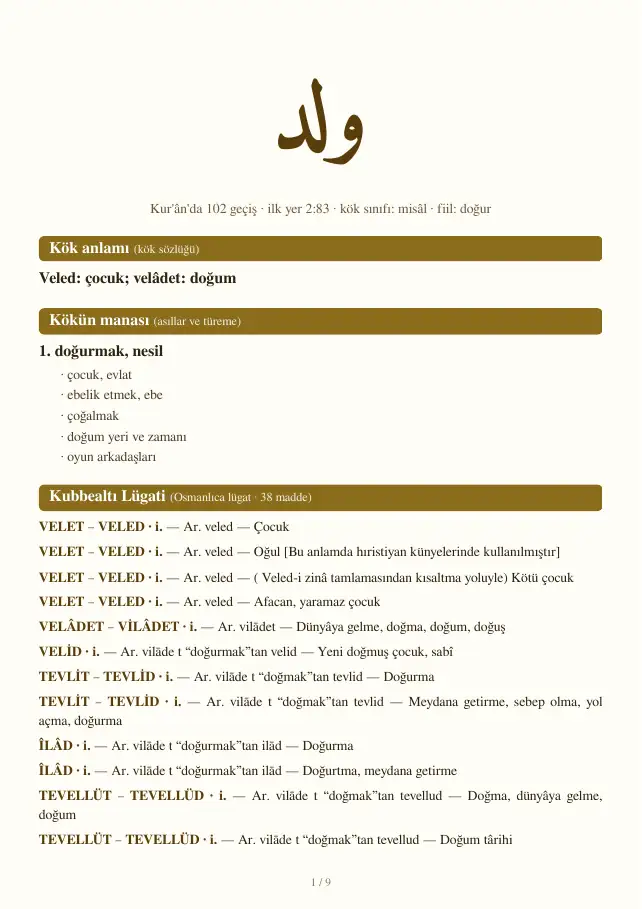 ولد
Kur'ân'da 102 geçiş · ilk yer 2:83 · kök sınıfı: misâl · fiil: doğur
Kök anlamı (kök sözlüğü)
Veled: çocuk; velâdet: doğum
Kökün manası (asıllar ve türeme)
1. doğurmak, nesil
· çocuk, evlat
· ebelik etmek, ebe
· çoğalmak
· doğum yeri ve zamanı
· oyun arkadaşları
Kubbealtı Lügati (Osmanlıca lügat · 38 madde)
VELET – VELED · i. — Ar. veled — Çocuk
VELET – VELED · i. — Ar. veled — Oğul [Bu anlamda hıristiyan künyelerinde kullanılmıştır]
VELET – VELED · i. — Ar. veled — ( Veled-i zinâ tamlamasından kısaltma yoluyle) Kötü çocuk
VELET – VELED · i. — Ar. veled — Afacan, yaramaz çocuk
VELÂDET – VİLÂDET · i. — Ar. vilādet — Dünyâya gelme, doğma, doğum, doğuş
VELİD · i. — Ar. vilāde t “doğurmak”tan velid — Yeni doğmuş çocuk, sabî
TEVLİT – TEVLİD · i. — Ar. vilāde t “doğmak”tan tevlid — Doğurma
TEVLİT – TEVLİD · i. — Ar. vilāde t “doğmak”tan tevlid — Meydana getirme, sebep olma, yol
açma, doğurma
ÎLÂD · i. — Ar. vilāde t “doğurmak”tan ilād — Doğurma
ÎLÂD · i. — Ar. vilāde t “doğurmak”tan ilād — Doğurtma, meydana getirme
TEVELLÜT – TEVELLÜD · i. — Ar. vilāde t “doğmak”tan tevellud — Doğma, dünyâya gelme,
doğum
TEVELLÜT – TEVELLÜD · i. — Ar. vilāde t “doğmak”tan tevellud — Doğum târihi
1 / 9